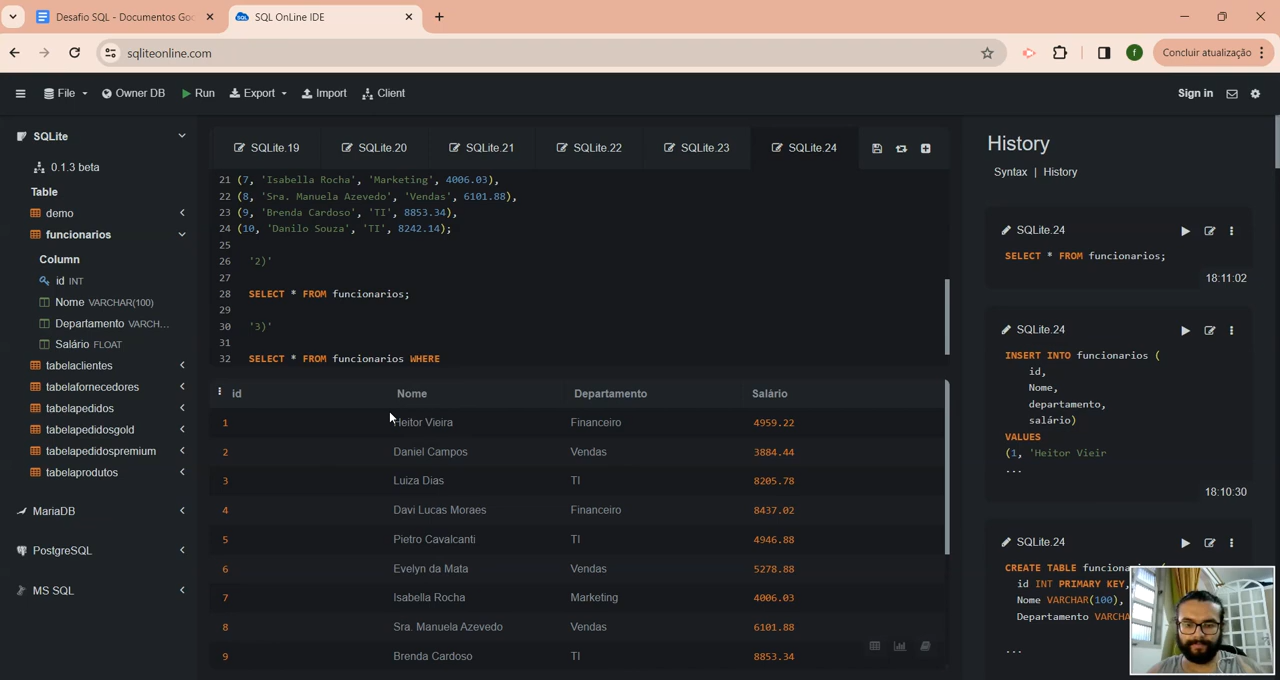 Desafio SQL - Documentos Goo
SQL OnLine IDE
sqliteonline.com
f
Concluir atualização
File
Owner DB
Run
Export
Import
Client
Sign in
SQLite
0.1.3 beta
Table
demo
funcionarios
Column
id INT
Nome VARCHAR(100)
Departamento VARCH...
Salário FLOAT
tabelaclientes
tabelafornecedores
tabelapedidos
tabelapedidosgold
tabelapedidospremium
tabelaprodutos
MariaDB
PostgreSQL
MS SQL
SQLite.19
SQLite.20
SQLite.21
SQLite.22
SQLite.23
SQLite.24
21 (7, 'Isabella Rocha', 'Marketing', 4006.03),
22 (8, 'Sra. Manuela Azevedo', 'Vendas', 6101.88),
23 (9, 'Brenda Cardoso', 'TI', 8853.34),
24 (10, 'Danilo Souza', 'TI', 8242.14);
25
26 '2)'
27
28 SELECT * FROM funcionarios;
29
30 '3)'
31
32 SELECT * FROM funcionarios WHERE
id Nome Departamento Salário
1 Heitor Vieira Financeiro 4959.22
2 Daniel Campos Vendas 3884.44
3 Luiza Dias TI 8205.78
4 Davi Lucas Moraes Financeiro 8437.02
5 Pietro Cavalcanti TI 4946.88
6 Evelyn da Mata Vendas 5278.88
7 Isabella Rocha Marketing 4006.03
8 Sra. Manuela Azevedo Vendas 6101.88
9 Brenda Cardoso TI 8853.34
History
Syntax | History
SQLite.24
SELECT * FROM funcionarios;
18:11:02
SQLite.24
INSERT INTO funcionarios (
id,
Nome,
departamento,
salário)
VALUES
(1, 'Heitor Vieir
...
18:10:30
SQLite.24
CREATE TABLE funciona
id INT PRIMARY KEY,
Nome VARCHAR(100),
Departamento VARCHA
...